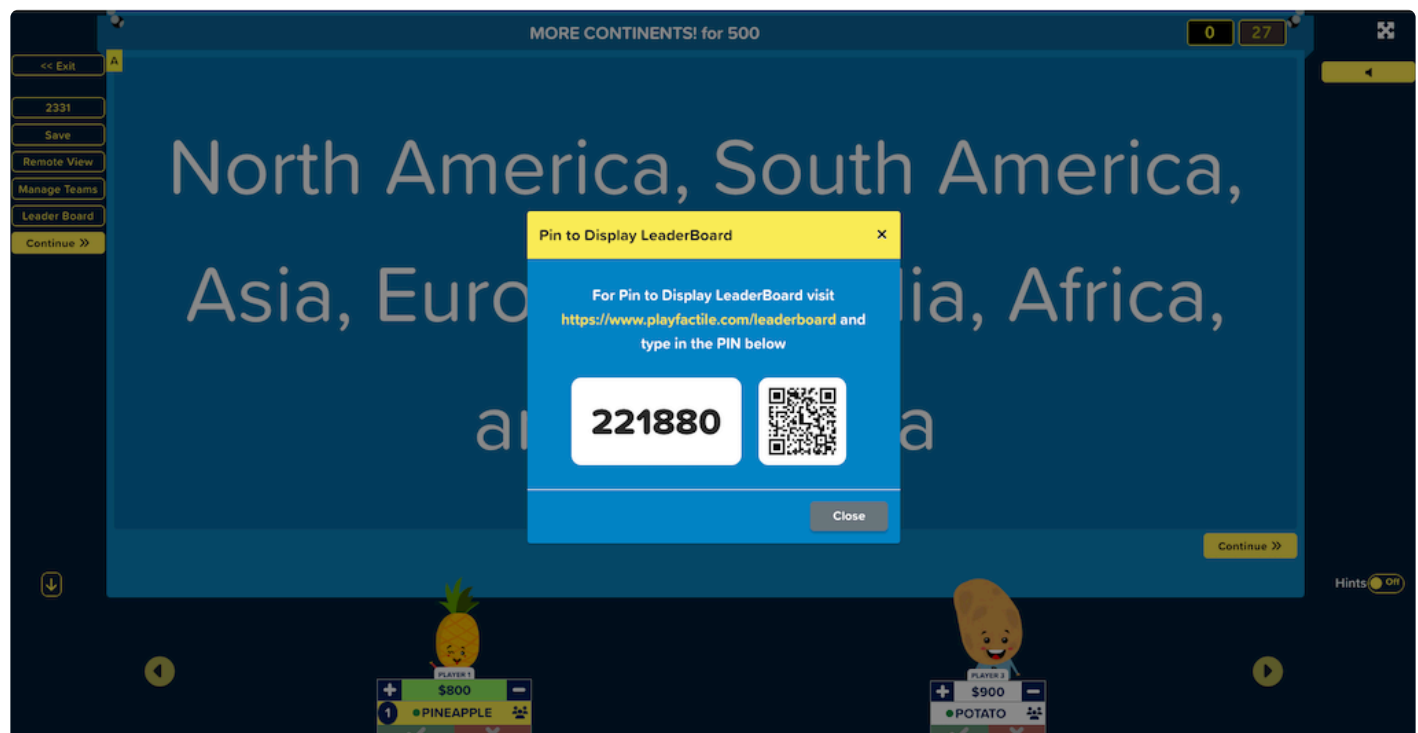 MORE CONTINENTS! for 500
0 27
<< Exit
A
2331
Save
Remote View
Manage Teams
Leader Board
Continue »
North America, South America,
Asia, Euro lia, Africa,
a a
Pin to Display LeaderBoard ×
For Pin to Display LeaderBoard visit
https://www.playfactile.com/leaderboard and
type in the PIN below
221880
Close
Continue »
Hints Off
PLAYER 1
+ $800 −
1 PINEAPPLE
PLAYER 2
+ $900 −
POTATO